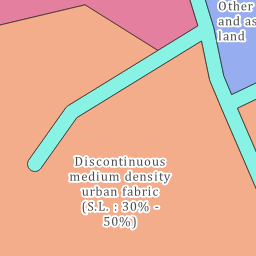 Other
and as
land
Discontinuous
medium density
urban fabric
(S.L. : 30% -
50%)